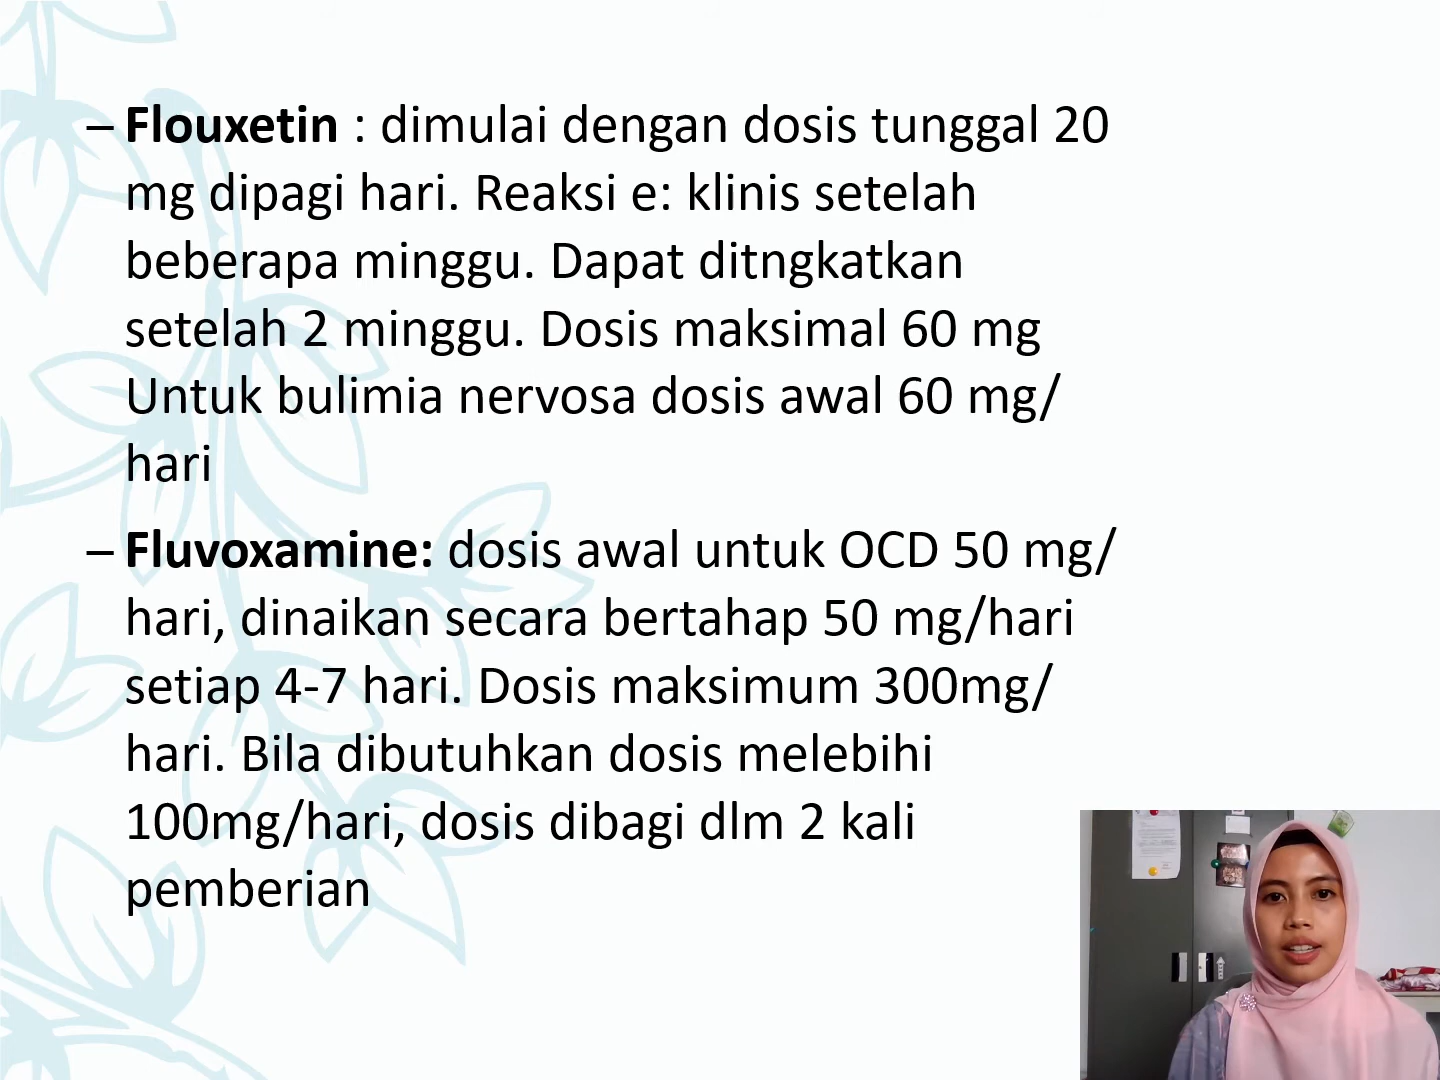 – Flouxetin : dimulai dengan dosis tunggal 20
mg dipagi hari. Reaksi e: klinis setelah
beberapa minggu. Dapat ditngkatkan
setelah 2 minggu. Dosis maksimal 60 mg
Untuk bulimia nervosa dosis awal 60 mg/
hari
– Fluvoxamine: dosis awal untuk OCD 50 mg/
hari, dinaikan secara bertahap 50 mg/hari
setiap 4-7 hari. Dosis maksimum 300mg/
hari. Bila dibutuhkan dosis melebihi
100mg/hari, dosis dibagi dlm 2 kali
pemberian